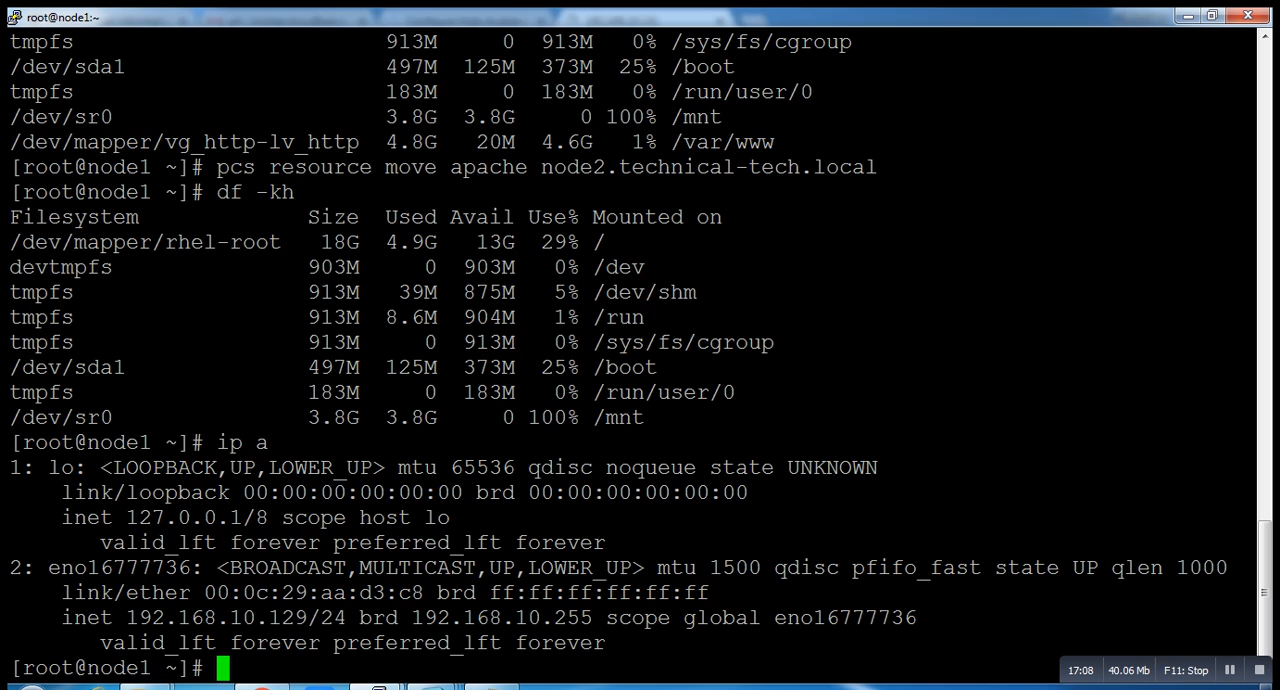 root@node1:~
tmpfs 913M 0 913M 0% /sys/fs/cgroup
/dev/sda1 497M 125M 373M 25% /boot
tmpfs 183M 0 183M 0% /run/user/0
/dev/sr0 3.8G 3.8G 0 100% /mnt
/dev/mapper/vg_http-lv_http 4.8G 20M 4.6G 1% /var/www
[root@node1 ~]# pcs resource move apache node2.technical-tech.local
[root@node1 ~]# df -kh
Filesystem Size Used Avail Use% Mounted on
/dev/mapper/rhel-root 18G 4.9G 13G 29% /
devtmpfs 903M 0 903M 0% /dev
tmpfs 913M 39M 875M 5% /dev/shm
tmpfs 913M 8.6M 904M 1% /run
tmpfs 913M 0 913M 0% /sys/fs/cgroup
/dev/sda1 497M 125M 373M 25% /boot
tmpfs 183M 0 183M 0% /run/user/0
/dev/sr0 3.8G 3.8G 0 100% /mnt
[root@node1 ~]# ip a
1: lo: <LOOPBACK,UP,LOWER_UP> mtu 65536 qdisc noqueue state UNKNOWN
link/loopback 00:00:00:00:00:00 brd 00:00:00:00:00:00
inet 127.0.0.1/8 scope host lo
valid_lft forever preferred_lft forever
2: eno16777736: <BROADCAST,MULTICAST,UP,LOWER_UP> mtu 1500 qdisc pfifo_fast state UP qlen 1000
link/ether 00:0c:29:aa:d3:c8 brd ff:ff:ff:ff:ff:ff
inet 192.168.10.129/24 brd 192.168.10.255 scope global eno16777736
valid_lft forever preferred_lft forever
[root@node1 ~]#
17:08 40.06 Mb F11: Stop